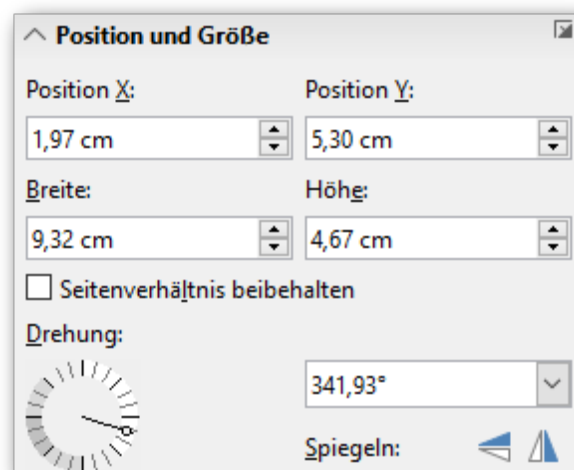 Position und Größe
Position X: Position Y:
1,97 cm 5,30 cm
Breite: Höhe:
9,32 cm 4,67 cm
Seitenverhältnis beibehalten
Drehung:
341,93°
Spiegeln: